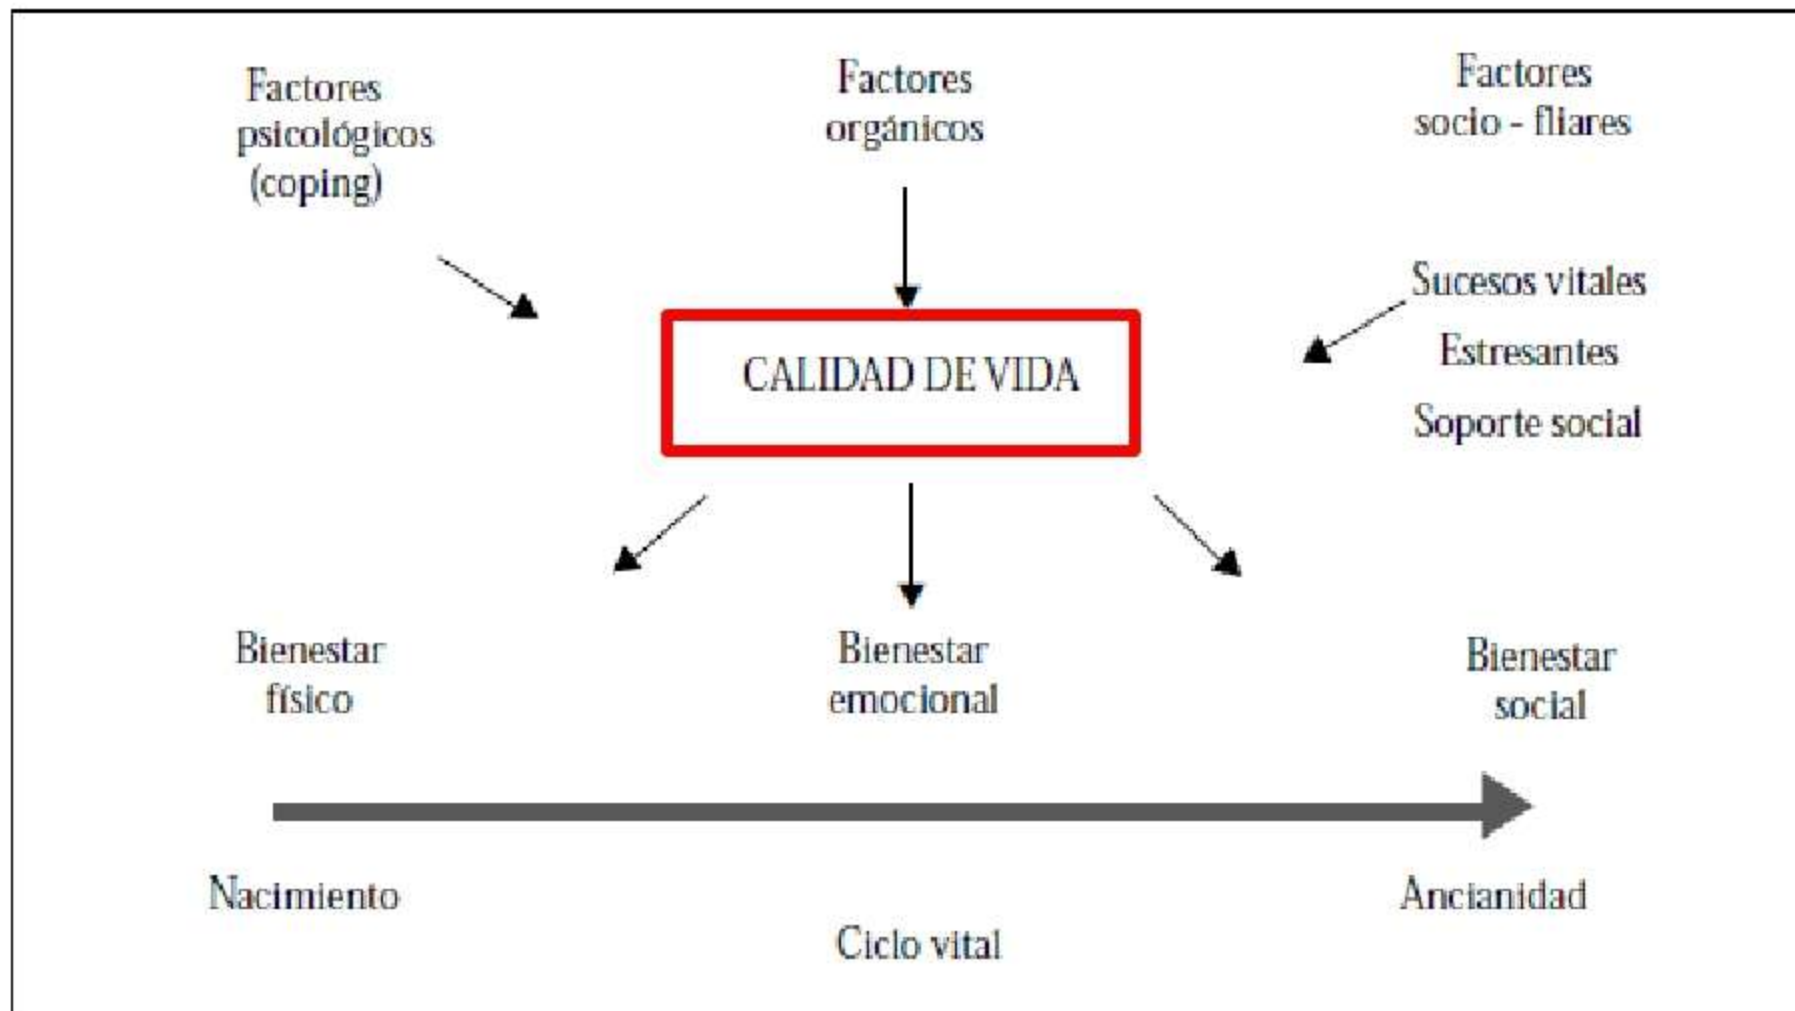 Factores
psicológicos
(coping)
Factores
orgánicos
Factores
socio - fliares
Sucesos vitales
Estresantes
Soporte social
CALIDAD DE VIDA
Bienestar
físico
Bienestar
emocional
Bienestar
social
Nacimiento
Ancianidad
Ciclo vital